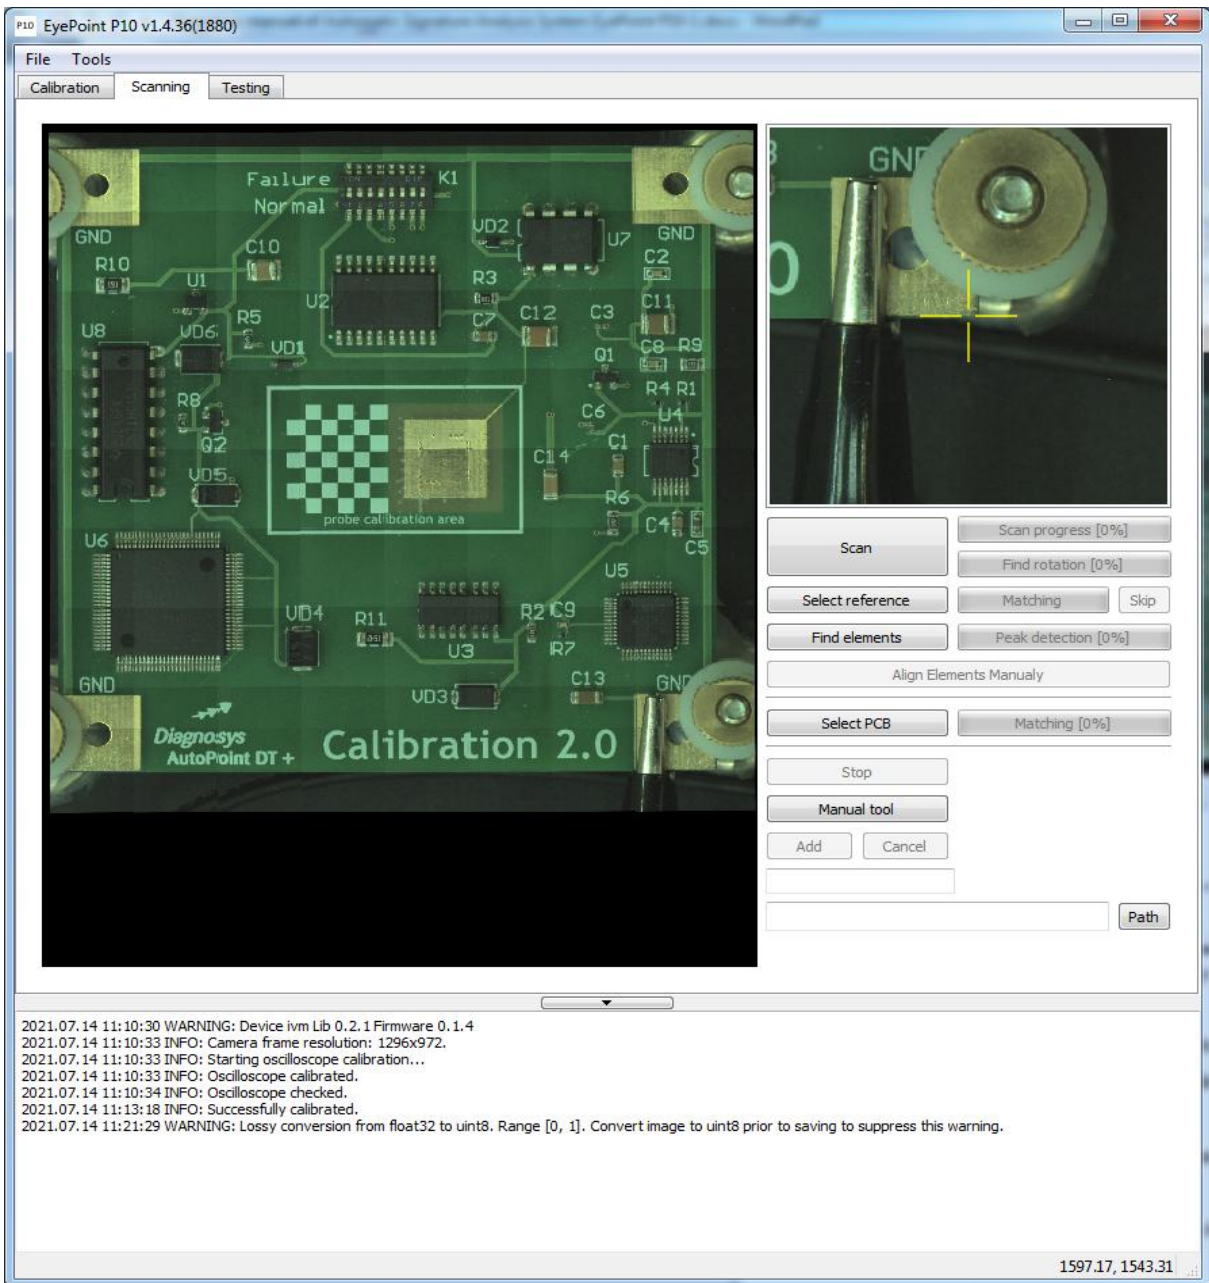 P10 EyePoint P10 v1.4.36(1880)
File Tools
Calibration Scanning Testing
Failure
Normal
K1
VD2
U7
GND
GND
C10
R10
U1
U2
R3
C2
C11
U8
VD6
R5
VD1
C7
C12
C3
Q1
C8
R9
R8
Q2
R4 R1
C6
U4
C14
C1
VD5
R6
probe calibration area
C4
C5
U6
U5
VD4
R11
R2
C9
U3
R7
GND
VD3
C13
GND
Diagnosys
AutoPoint DT +
Calibration 2.0
GND
0
Scan
Scan progress [0%]
Find rotation [0%]
Select reference
Matching
Skip
Find elements
Peak detection [0%]
Align Elements Manualy
Select PCB
Matching [0%]
Stop
Manual tool
Add
Cancel
Path
2021.07.14 11:10:30 WARNING: Device ivm Lib 0.2.1 Firmware 0.1.4
2021.07.14 11:10:33 INFO: Camera frame resolution: 1296x972.
2021.07.14 11:10:33 INFO: Starting oscilloscope calibration...
2021.07.14 11:10:33 INFO: Oscilloscope calibrated.
2021.07.14 11:10:34 INFO: Oscilloscope checked.
2021.07.14 11:13:18 INFO: Successfully calibrated.
2021.07.14 11:21:29 WARNING: Lossy conversion from float32 to uint8. Range [0, 1]. Convert image to uint8 prior to saving to suppress this warning.
1597.17, 1543.31